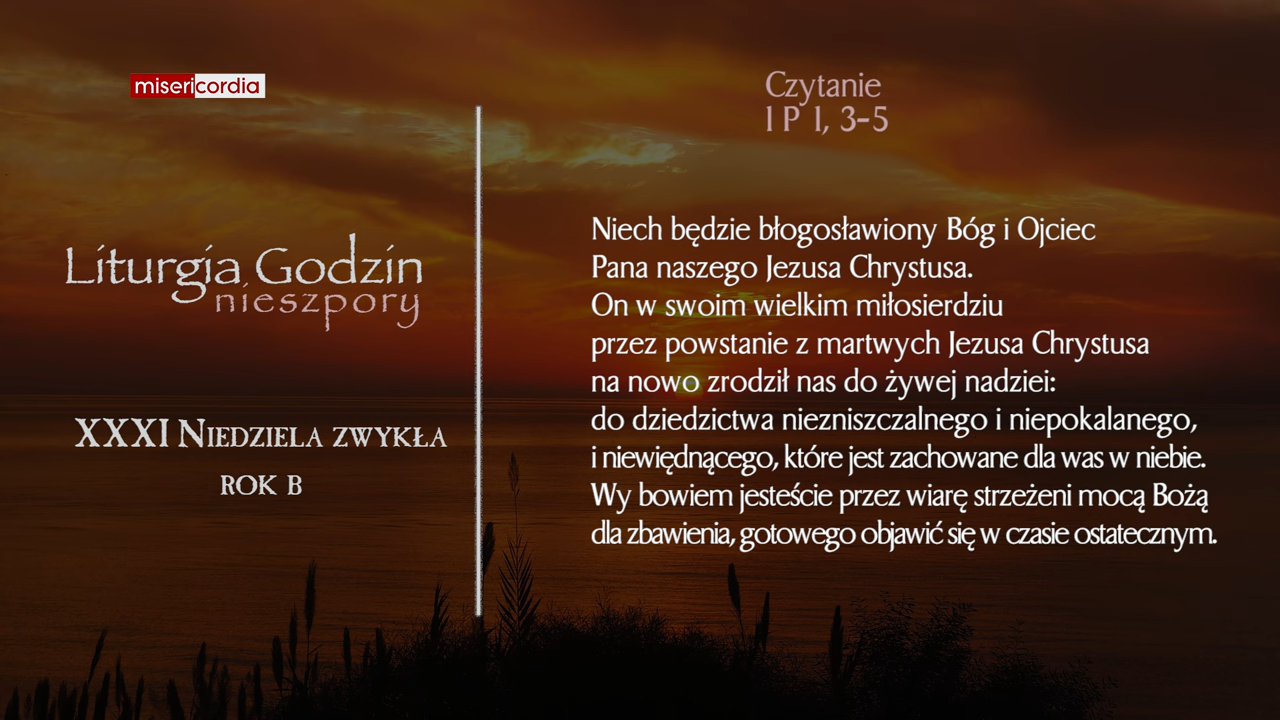 misericordia
Liturgia Godzin
nieszpory
XXXI Niedziela zwykła
rok B
Czytanie
1 P 1, 3-5
Niech będzie błogosławiony Bóg i Ojciec
Pana naszego Jezusa Chrystusa.
On w swoim wielkim miłosierdziu
przez powstanie z martwych Jezusa Chrystusa
na nowo zrodził nas do żywej nadziei:
do dziedzictwa niezniszczalnego i niepokalanego,
i niewiędnącego, które jest zachowane dla was w niebie.
Wy bowiem jesteście przez wiarę strzeżeni mocą Bożą
dla zbawienia, gotowego objawić się w czasie ostatecznym.